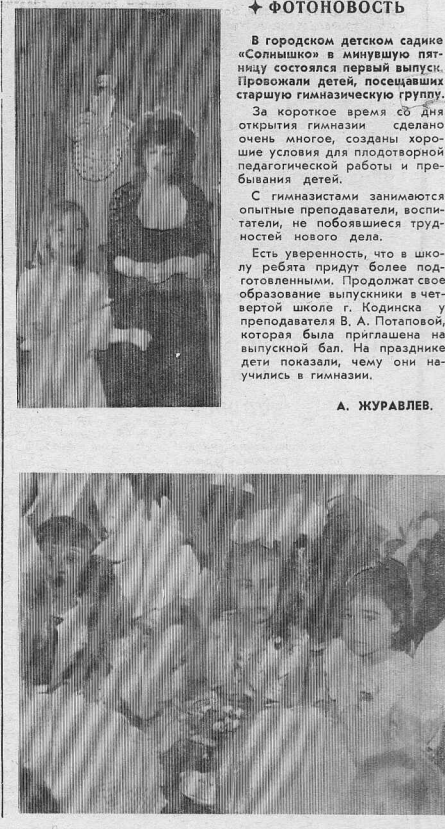 ✦ ФОТОНОВОСТЬ
В городском детском садике
«Солнышко» в минувшую пят-
ницу состоялся первый выпуск.
Провожали детей, посещавших
старшую гимназическую группу.
За короткое время со дня
открытия гимназии сделано
очень многое, созданы хоро-
шие условия для плодотворной
педагогической работы и пре-
бывания детей.
С гимназистами занимаются
опытные преподаватели, воспи-
татели, не побоявшиеся труд-
ностей нового дела.
Есть уверенность, что в шко-
лу ребята придут более под-
готовленными. Продолжат свое
образование выпускники в чет-
вертой школе г. Кодинска у
преподавателя В. А. Потаповой,
которая была приглашена на
выпускной бал. На празднике
дети показали, чему они на-
учились в гимназии.
А. ЖУРАВЛЕВ.